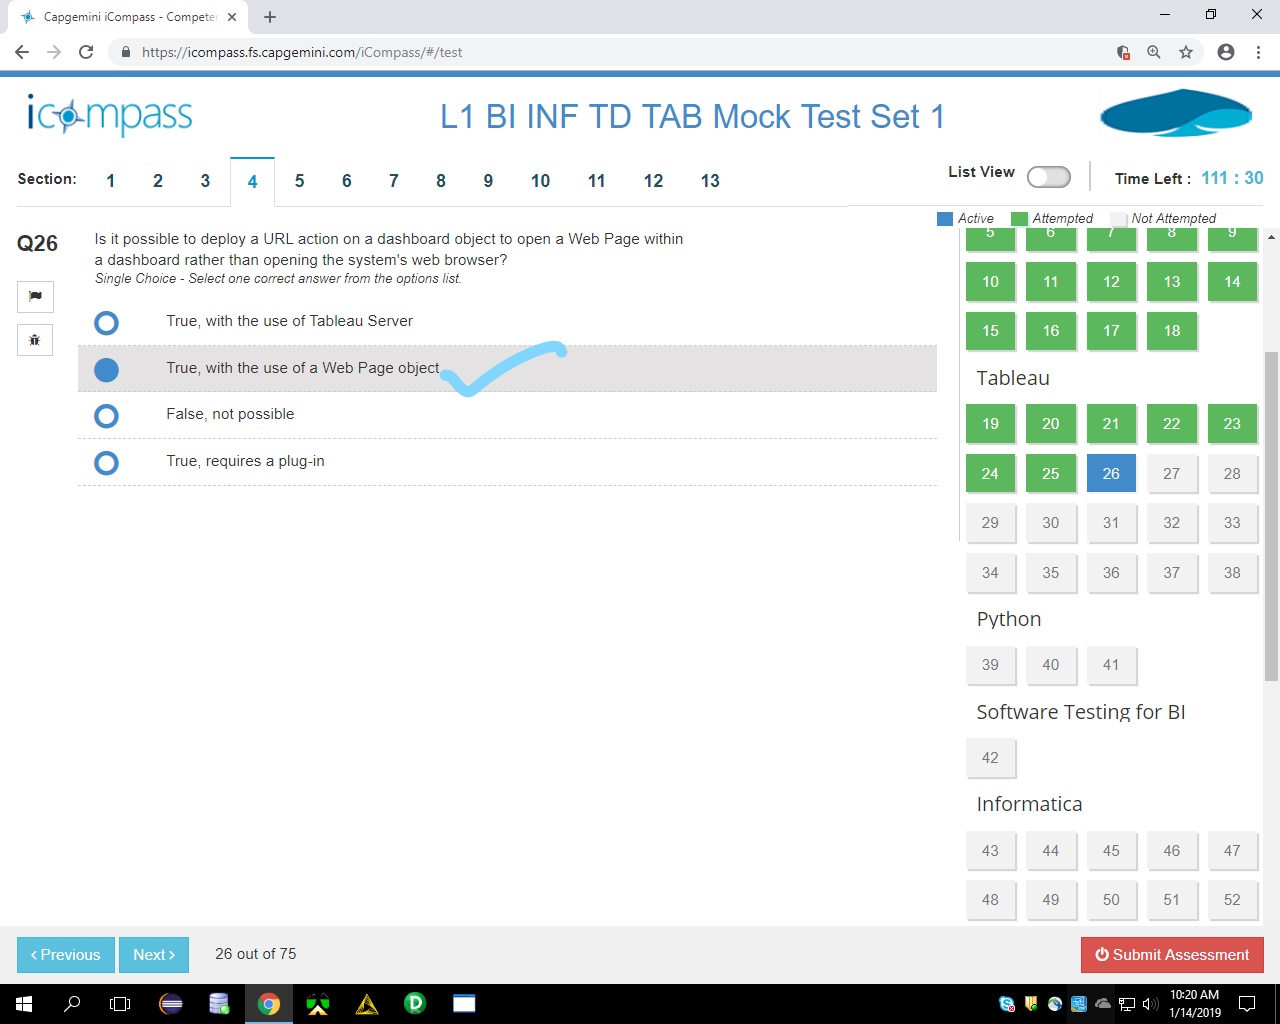 Capgemini iCompass - Competen
https://icompass.fs.capgemini.com/iCompass/#/test
icompass
L1 BI INF TD TAB Mock Test Set 1
Section: 1 2 3 4 5 6 7 8 9 10 11 12 13
List View
Time Left : 111 : 30
Active Attempted Not Attempted
Q26
Is it possible to deploy a URL action on a dashboard object to open a Web Page within
a dashboard rather than opening the system's web browser?
Single Choice - Select one correct answer from the options list.
True, with the use of Tableau Server
True, with the use of a Web Page object
False, not possible
True, requires a plug-in
5 6 7 8 9
10 11 12 13 14
15 16 17 18
Tableau
19 20 21 22 23
24 25 26 27 28
29 30 31 32 33
34 35 36 37 38
Python
39 40 41
Software Testing for BI
42
Informatica
43 44 45 46 47
48 49 50 51 52
‹ Previous
Next ›
26 out of 75
Submit Assessment
10:20 AM
1/14/2019